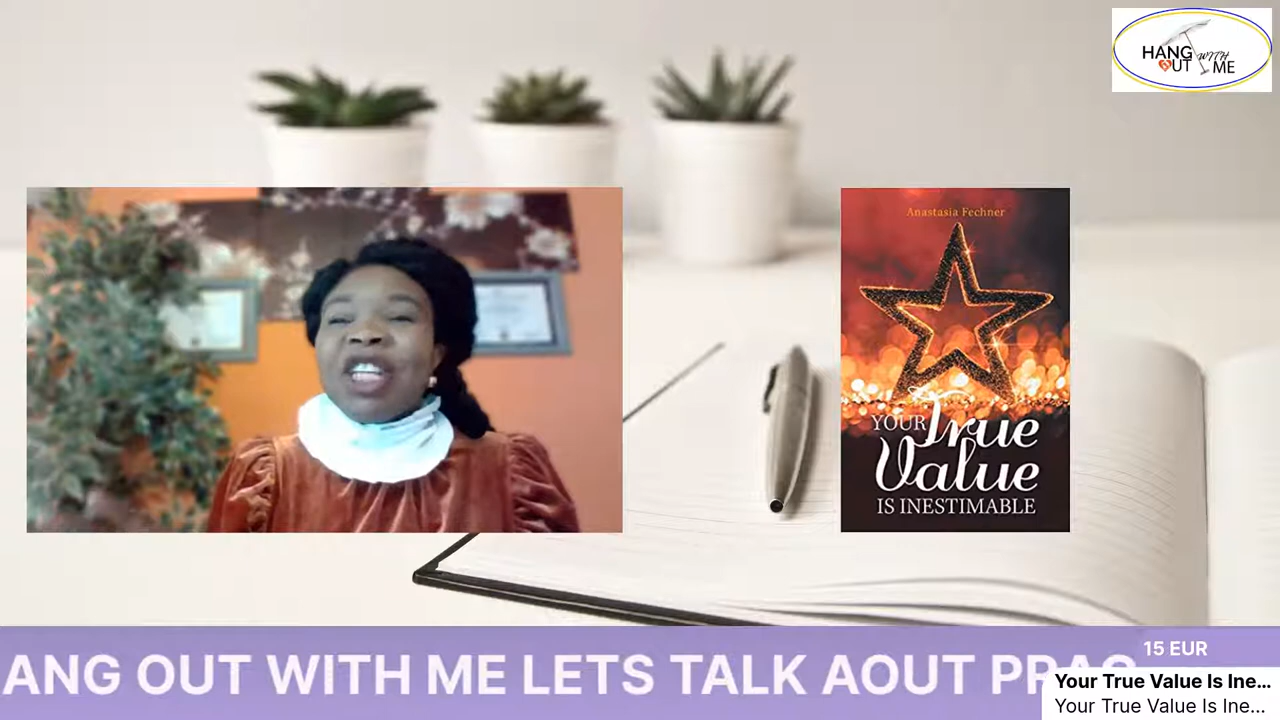 HANG WITH
OUT ME
Anastasia Fechner
YOUR True
Value
IS INESTIMABLE
ANG OUT WITH ME LETS TALK AOUT PRAC
15 EUR
Your True Value Is Ine...
Your True Value Is Ine...